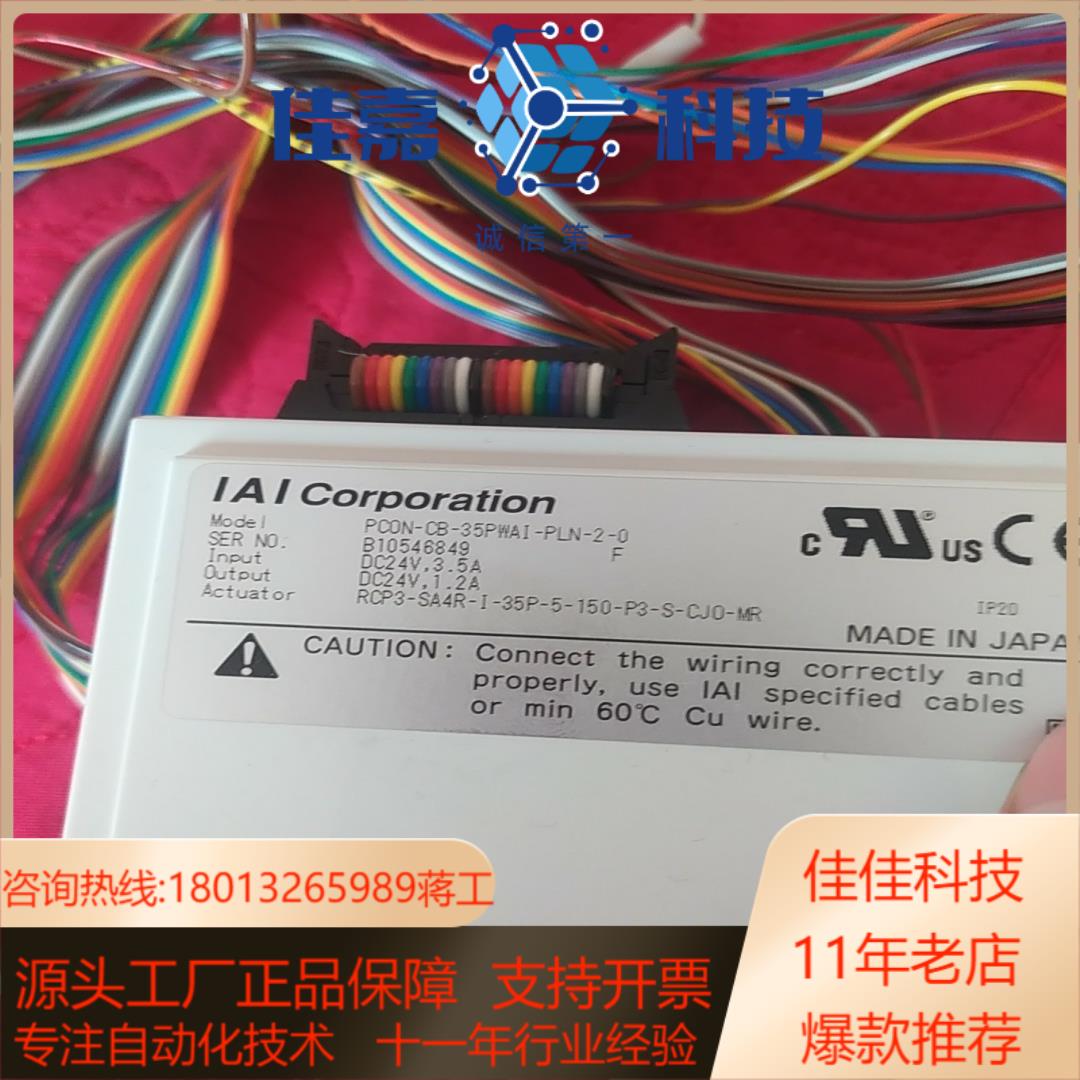 佳嘉 科技
诚信第一
IAI Corporation
Model PCON-CB-35PWAI-PLN-2-0
SER NO. B10546849 F
Input DC24V,3.5A
Output DC24V,1.2A
Actuator RCP3-SA4R-I-35P-5-150-P3-S-CJO-MR
c RU US CE
IP20
MADE IN JAPA
CAUTION : Connect the wiring correctly and
properly, use IAI specified cables
or min 60℃ Cu wire.
咨询热线:18013265989蒋工
佳佳科技
11年老店
爆款推荐
源头工厂正品保障 支持开票
专注自动化技术 十一年行业经验